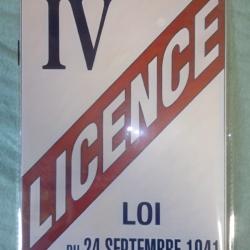 IV
LICENCE
LOI
DU 24 SEPTEMBRE 1941